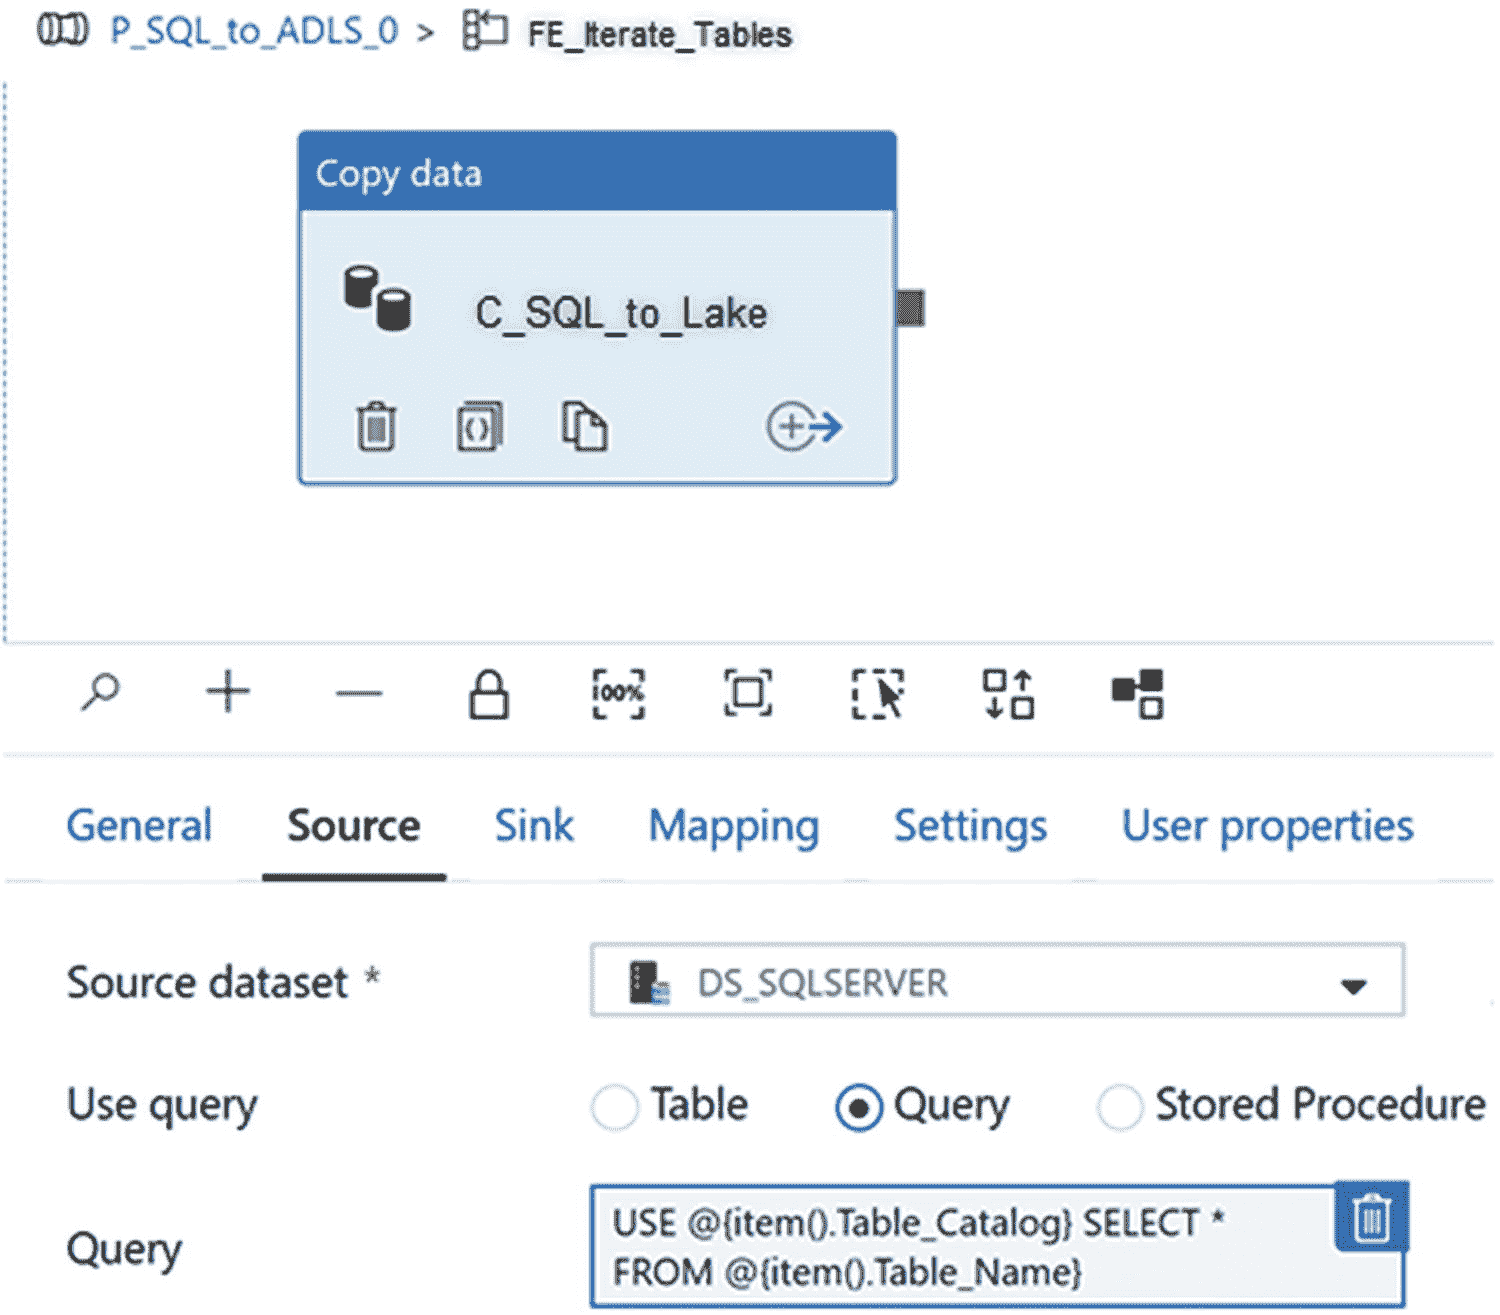 P_SQL_to_ADLS_0 > FE_Iterate_Tables
Copy data
C_SQL_to_Lake
100%
General Source Sink Mapping Settings User properties
Source dataset * DS_SQLSERVER
Use query Table Query Stored Procedure
Query
USE @{item().Table_Catalog} SELECT *
FROM @{item().Table_Name}